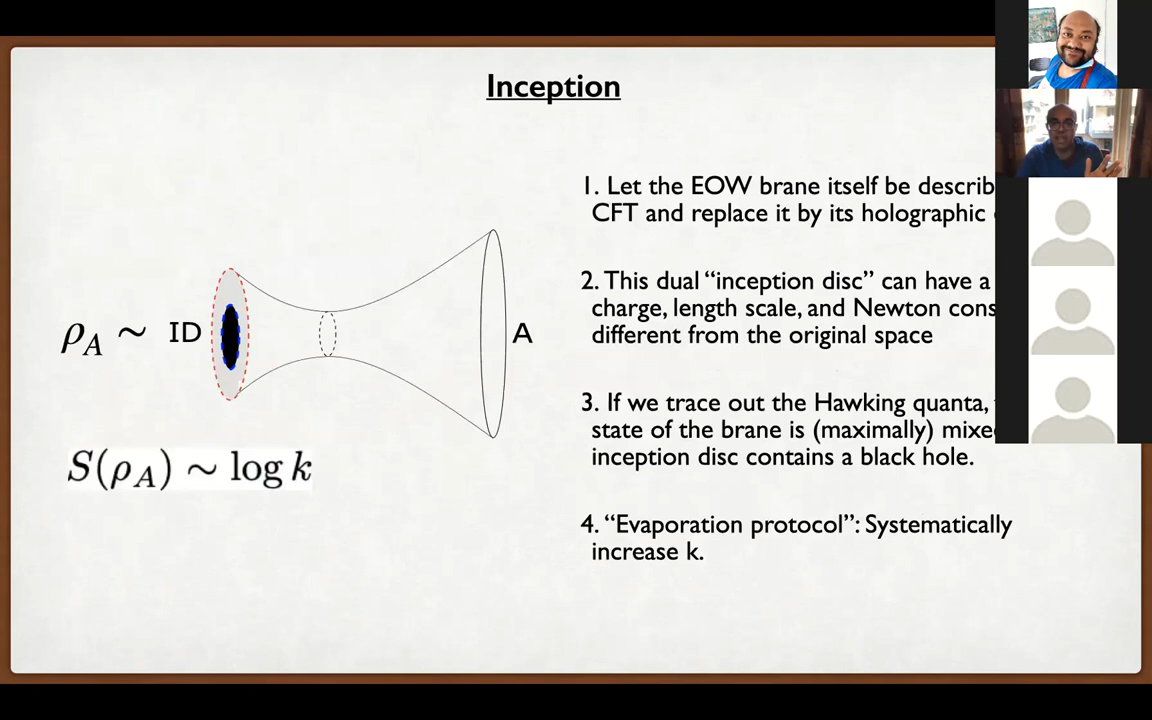 Inception
1. Let the EOW brane itself be describ
CFT and replace it by its holographic
2. This dual “inception disc” can have a
charge, length scale, and Newton cons
different from the original space
3. If we trace out the Hawking quanta,
state of the brane is (maximally) mixe
inception disc contains a black hole.
4. “Evaporation protocol”: Systematically
increase k.
ρ_A ~ ID
A
S(ρ_A) ~ log k